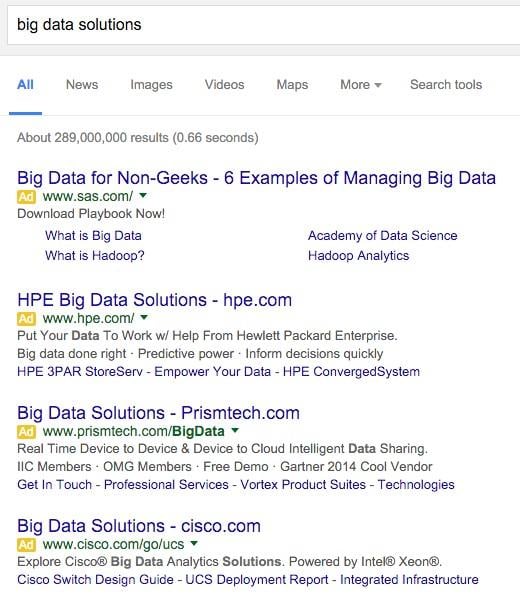 big data solutions
All News Images Videos Maps More Search tools
About 289,000,000 results (0.66 seconds)
Big Data for Non-Geeks - 6 Examples of Managing Big Data
Ad www.sas.com/
Download Playbook Now!
What is Big Data Academy of Data Science
What is Hadoop? Hadoop Analytics
HPE Big Data Solutions - hpe.com
Ad www.hpe.com/
Put Your Data To Work w/ Help From Hewlett Packard Enterprise.
Big data done right · Predictive power · Inform decisions quickly
HPE 3PAR StoreServ - Empower Your Data - HPE ConvergedSystem
Big Data Solutions - Prismtech.com
Ad www.prismtech.com/BigData
Real Time Device to Device & Device to Cloud Intelligent Data Sharing.
IIC Members · OMG Members · Free Demo · Gartner 2014 Cool Vendor
Get In Touch - Professional Services - Vortex Product Suites - Technologies
Big Data Solutions - cisco.com
Ad www.cisco.com/go/ucs
Explore Cisco® Big Data Analytics Solutions. Powered by Intel® Xeon®.
Cisco Switch Design Guide - UCS Deployment Report - Integrated Infrastructure